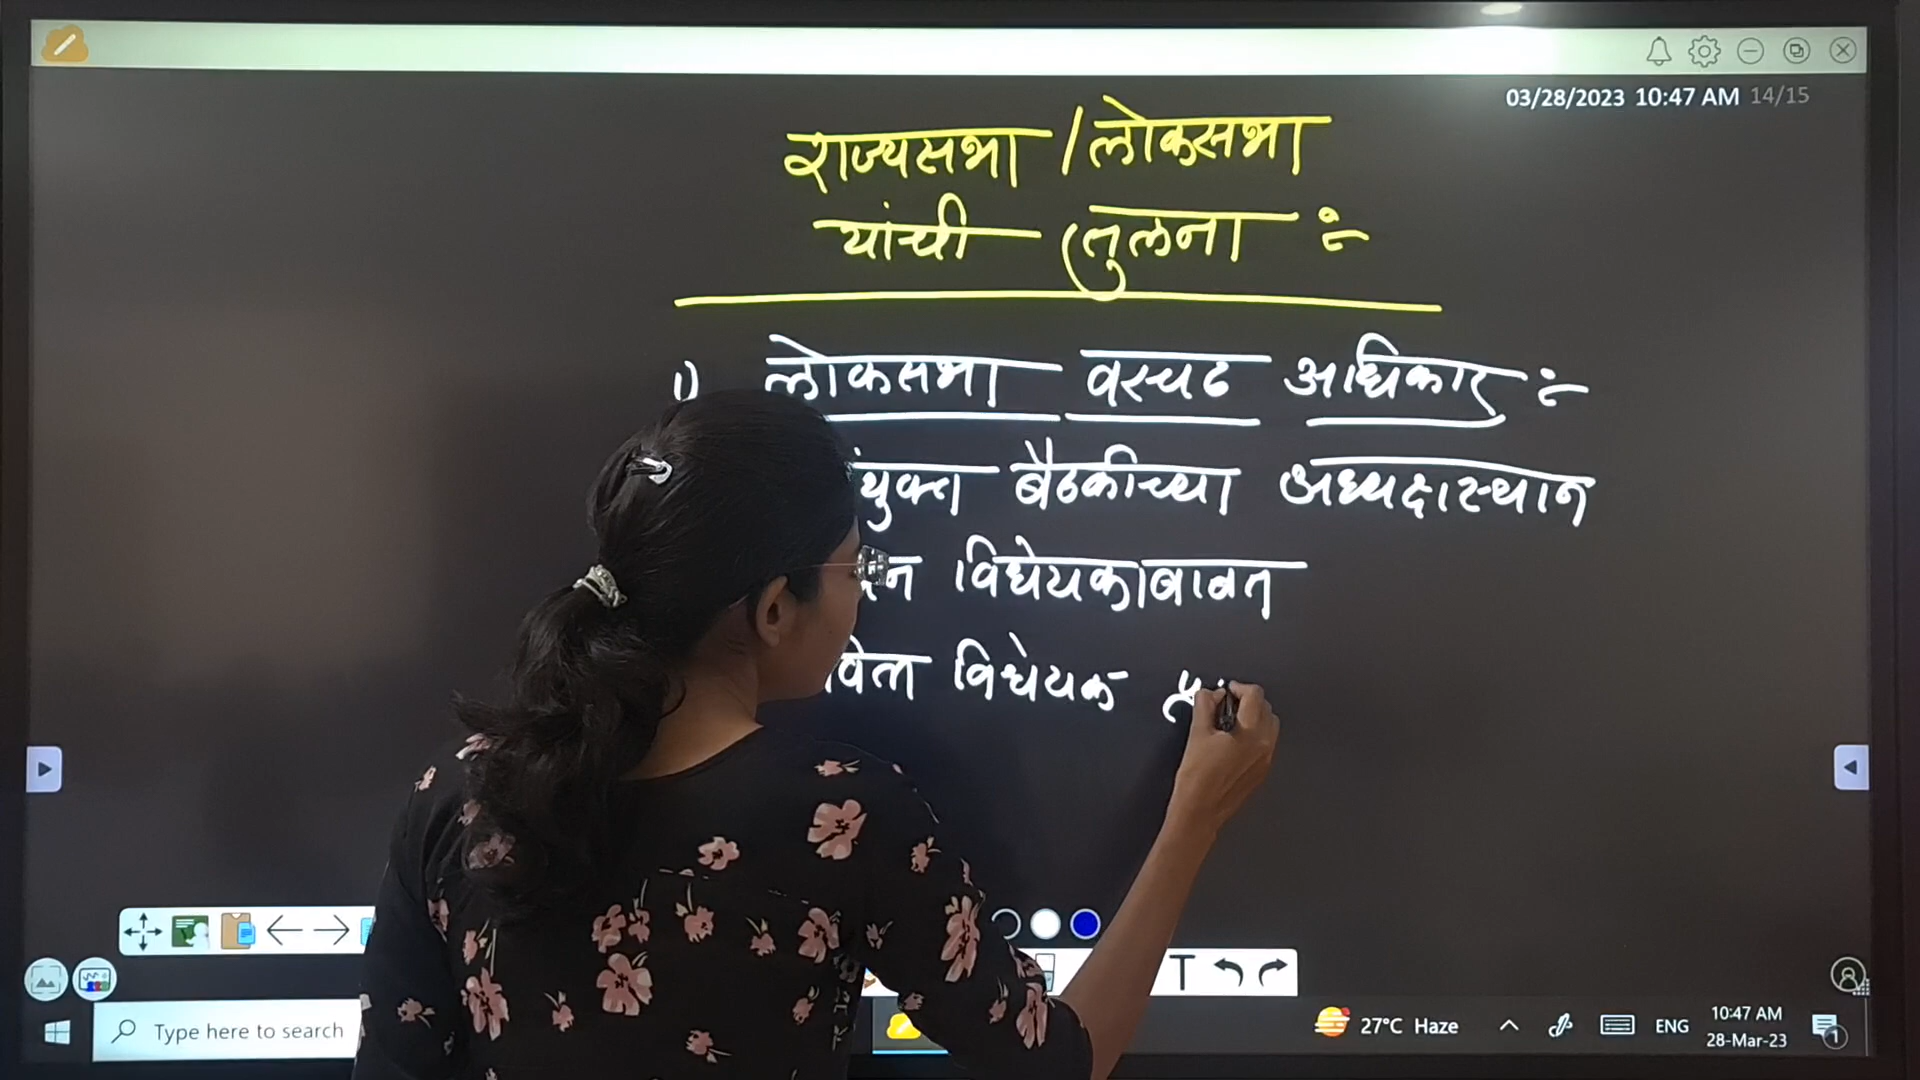 03/28/2023 10:47 AM 14/15
राज्यसभा / लोकसभा
यांची तुलना :-
1) लोकसभा वरचढ अधिकार :-
बैठकीच्या अध्यक्षस्थान
विधेयकाबाबत
विधेयक
T
Type here to search
27°C Haze
ENG
10:47 AM
28-Mar-23
1